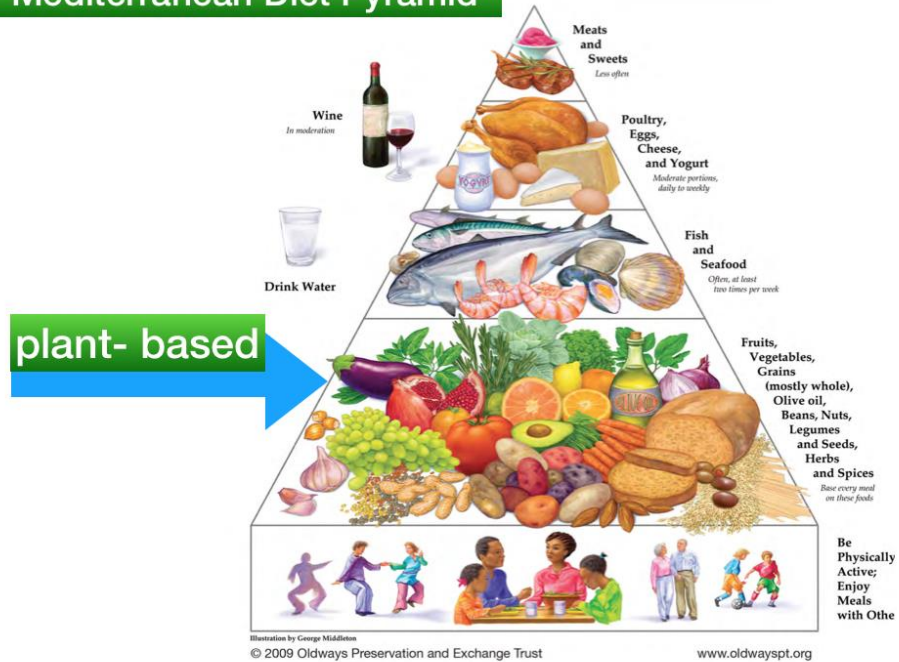 Mediterranean Diet Pyramid
Meats
and
Sweets
Less often
Wine
In moderation
Poultry,
Eggs,
Cheese,
and Yogurt
Moderate portions,
daily to weekly
YOGURT
Fish
and
Seafood
Often, at least
two times per week
Drink Water
plant- based
Fruits,
Vegetables,
Grains
(mostly whole),
Olive oil,
Beans, Nuts,
Legumes
and Seeds,
Herbs
and Spices
Base every meal
on these foods
Be
Physically
Active;
Enjoy
Meals
with Othe
Illustration by George Middleton
© 2009 Oldways Preservation and Exchange Trust
www.oldwayspt.org